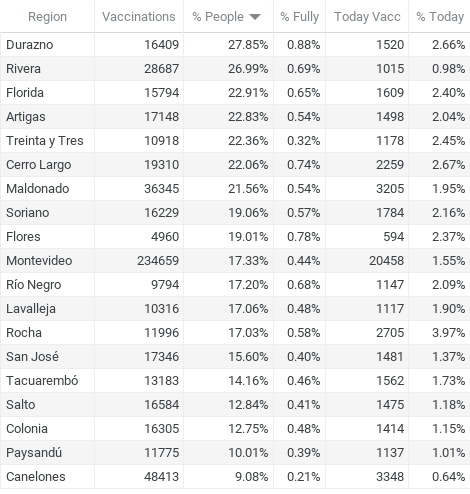 Region Vaccinations % People % Fully Today Vacc % Today
Durazno 16409 27.85% 0.88% 1520 2.66%
Rivera 28687 26.99% 0.69% 1015 0.98%
Florida 15794 22.91% 0.65% 1609 2.40%
Artigas 17148 22.83% 0.54% 1498 2.04%
Treinta y Tres 10918 22.36% 0.32% 1178 2.45%
Cerro Largo 19310 22.06% 0.74% 2259 2.67%
Maldonado 36345 21.56% 0.54% 3205 1.95%
Soriano 16229 19.06% 0.57% 1784 2.16%
Flores 4960 19.01% 0.78% 594 2.37%
Montevideo 234659 17.33% 0.44% 20458 1.55%
Río Negro 9794 17.20% 0.68% 1147 2.09%
Lavalleja 10316 17.06% 0.48% 1117 1.90%
Rocha 11996 17.03% 0.58% 2705 3.97%
San José 17346 15.60% 0.40% 1481 1.37%
Tacuarembó 13183 14.16% 0.46% 1562 1.73%
Salto 16584 12.84% 0.41% 1475 1.18%
Colonia 16305 12.75% 0.48% 1414 1.15%
Paysandú 11775 10.01% 0.39% 1137 1.01%
Canelones 48413 9.08% 0.21% 3348 0.64%